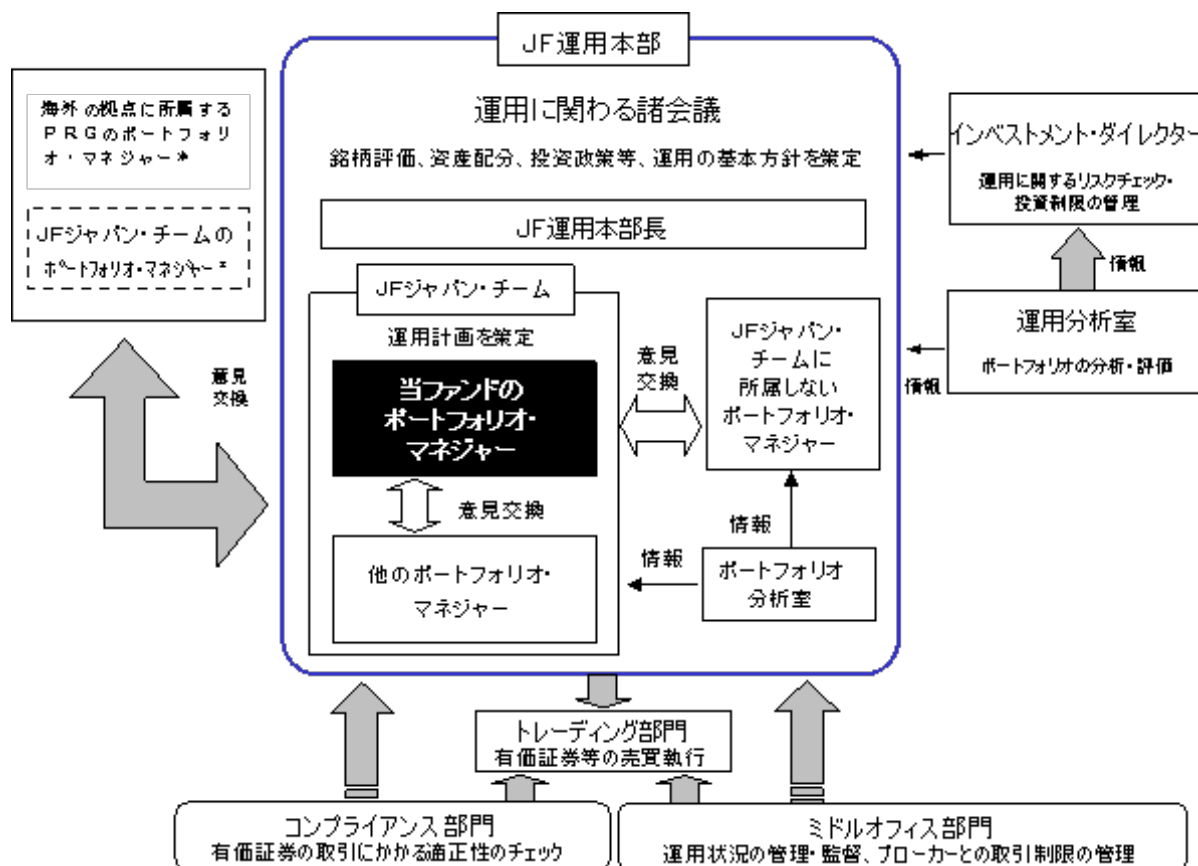 JF運用本部
海外の拠点に所属する
PRGのポートフォリ
オ・マネジャー*
JFジャパン・チームの
ポートフォリオ・マネジャー*
意見
交換
運用に関わる諸会議
銘柄評価、資産配分、投資政策等、運用の基本方針を策定
JF運用本部長
JFジャパン・チーム
運用計画を策定
当ファンドの
ポートフォリオ・
マネジャー
意見交換
他のポートフォリオ・
マネジャー
意見
交換
JFジャパン・
チームに
所属しない
ポートフォリオ・
マネジャー
情報
情報
ポートフォリオ
分析室
インベストメント・ダイレクター
運用に関するリスクチェック・
投資制限の管理
情報
運用分析室
ポートフォリオの分析・評価
情報
トレーディング部門
有価証券等の売買執行
コンプライアンス部門
有価証券の取引にかかる適正性のチェック
ミドルオフィス部門
運用状況の管理・監督、ブローカーとの取引制限の管理